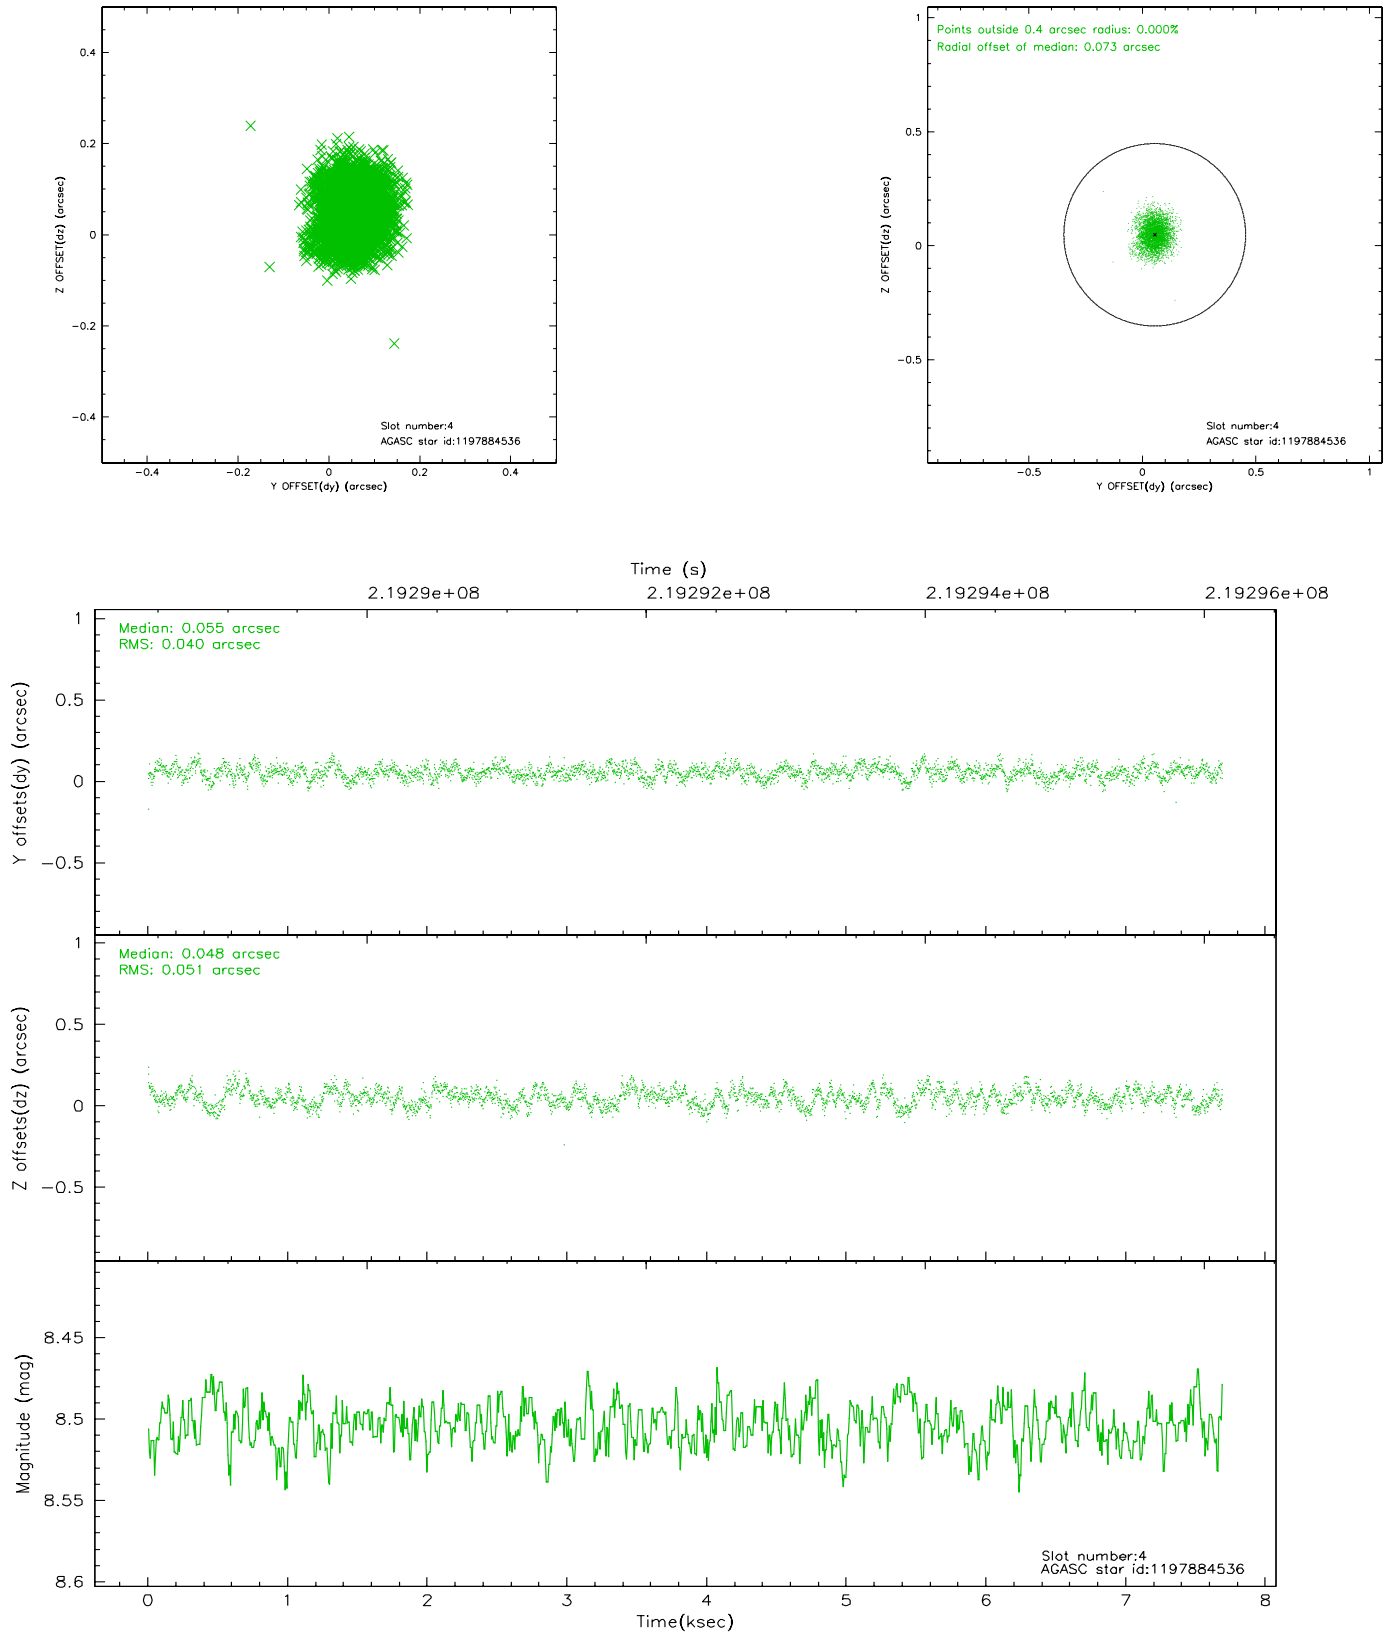 0.4
0.2
0
−0.2
−0.4
Z OFFSET(dz) (arcsec)
Slot number:4
AGASC star id:1197884536
−0.4 −0.2 0 0.2 0.4
Y OFFSET(dy) (arcsec)
Points outside 0.4 arcsec radius: 0.000%
Radial offset of median: 0.073 arcsec
1
0.5
0
−0.5
Z OFFSET(dz) (arcsec)
Slot number:4
AGASC star id:1197884536
−0.5 0 0.5 1
Y OFFSET(dy) (arcsec)
Time (s)
2.1929e+08 2.19292e+08 2.19294e+08 2.19296e+08
Median: 0.055 arcsec
RMS: 0.040 arcsec
1
0.5
0
−0.5
Y offsets(dy) (arcsec)
Median: 0.048 arcsec
RMS: 0.051 arcsec
1
0.5
0
−0.5
Z offsets(dz) (arcsec)
8.45
8.5
8.55
8.6
Magnitude (mag)
Slot number:4
AGASC star id:1197884536
0 1 2 3 4 5 6 7 8
Time(ksec)